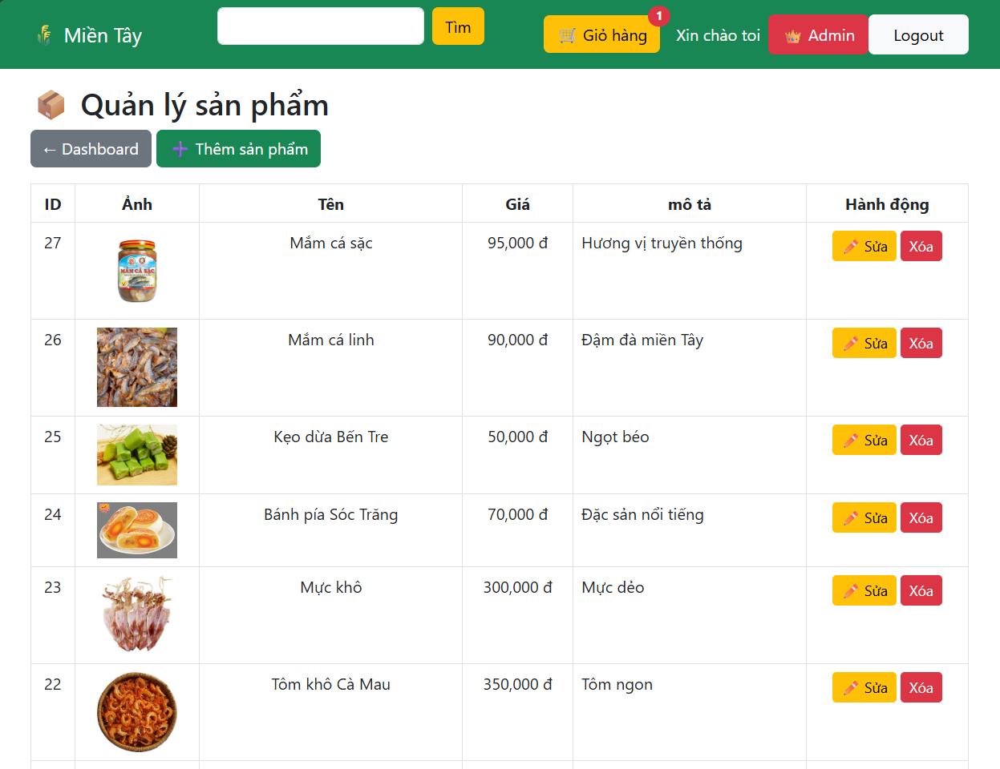 Miền Tây
Tìm
Giỏ hàng
1
Xin chào toi
Admin
Logout
Quản lý sản phẩm
← Dashboard
Thêm sản phẩm
ID Ảnh Tên Giá mô tả Hành động
27 Mắm cá sặc 95,000 đ Hương vị truyền thống Sửa Xóa
MẮM CÁ SẶC
26 Mắm cá linh 90,000 đ Đậm đà miền Tây Sửa Xóa
25 Kẹo dừa Bến Tre 50,000 đ Ngọt béo Sửa Xóa
24 Bánh pía Sóc Trăng 70,000 đ Đặc sản nổi tiếng Sửa Xóa
23 Mực khô 300,000 đ Mực dẻo Sửa Xóa
22 Tôm khô Cà Mau 350,000 đ Tôm ngon Sửa Xóa